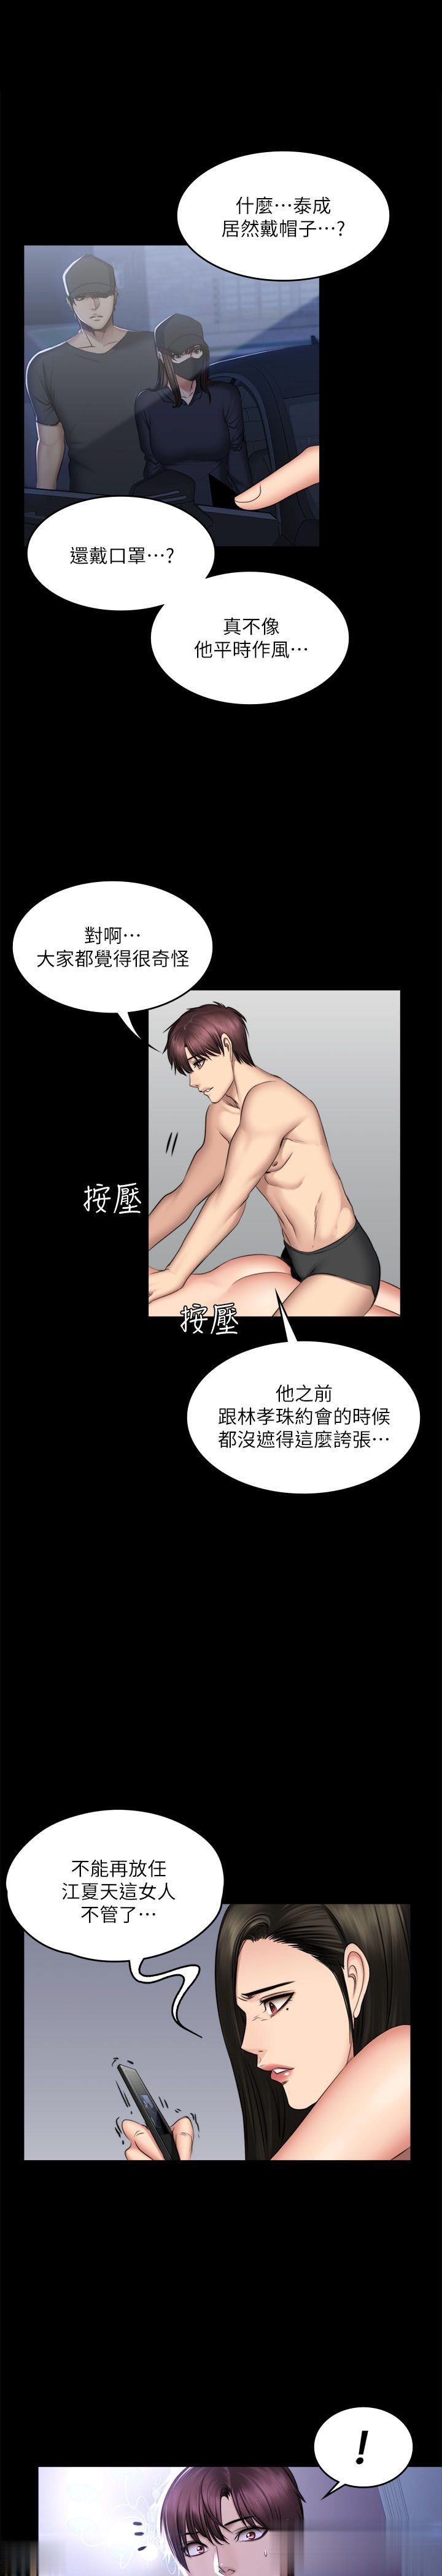 什麼…泰成
居然戴帽子…?
還戴口罩…?
真不像
他平時作風…
對啊…
大家都覺得很奇怪
按壓
按壓
他之前
跟林孝珠約會的時候
都沒遮得這麼誇張…
不能再放任
江夏天這女人
不管了…
!